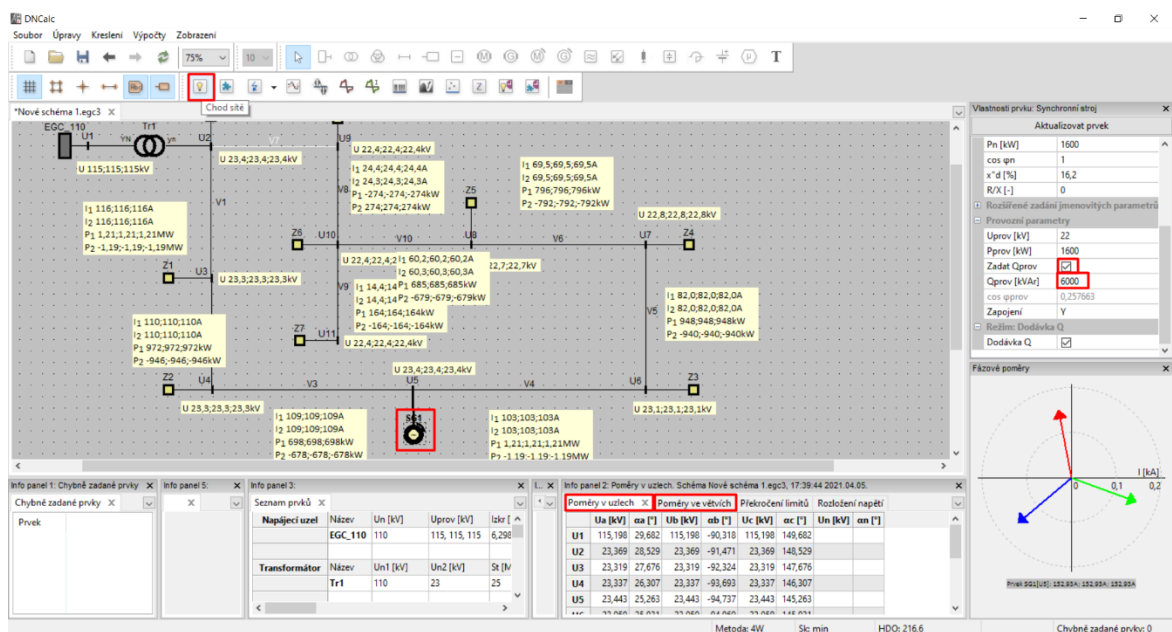 DNCalc
Soubor Úpravy Kreslení Výpočty Zobrazení
75% 10 T
Chod sítě
*Nové schéma 1.egc3 X
EGC_110
U1
Tr1
YN yn
U2
V7
U9
U 115;115;115kV
U 23,4;23,4;23,4kV
U 22,4;22,4;22,4kV
I1 24,4;24,4;24,4A
I2 24,3;24,3;24,3A
P1 -274;-274;-274kW
P2 274;274;274kW
V8
I1 69,5;69,5;69,5A
I2 69,5;69,5;69,5A
P1 796;796;796kW
P2 -792;-792;-792kW
Z5
I1 116;116;116A
I2 116;116;116A
P1 1,21;1,21;1,21MW
P2 -1,19;-1,19;-1,19MW
V1
U 22,8;22,8;22,8kV
Z6 U10 V10 U8 V6 U7 Z4
Z1 U3
U 23,3;23,3;23,3kV
U 22,4;22,4;2
I1 60,2;60,2;60,2A
I2 60,3;60,3;60,3A
P1 685;685;685kW
P2 -679;-679;-679kW
22,7;22,7kV
V9
I1 14,4;14
I2 14,4;14
P1 164;164;164kW
P2 -164;-164;-164kW
I1 82,0;82,0;82,0A
I2 82,0;82,0;82,0A
P1 948;948;948kW
P2 -940;-940;-940kW
V5
I1 110;110;110A
I2 110;110;110A
P1 972;972;972kW
P2 -946;-946;-946kW
Z7 U11
U 22,4;22,4;22,4kV
U 23,4;23,4;23,4kV
Z2 U4 V3 U5 V4 U6 Z3
U 23,3;23,3;23,3kV
U 23,1;23,1;23,1kV
I1 109;109;109A
I2 109;109;109A
P1 698;698;698kW
P2 -678;-678;-678kW
SG1
I1 103;103;103A
I2 103;103;103A
P1 1,21;1,21;1,21MW
P2 -1,19;-1,19;-1,19MW
Vlastnosti prvku: Synchronní stroj X
Aktualizovat prvek
Pn [kW] 1600
cos φn 1
x"d [%] 16,2
R/X [-] 0
Rozšířené zadání jmenovitých parametrů
Provozní parametry
Uprov [kV] 22
Pprov [kW] 1600
Zadat Qprov
Qprov [kVAr] 6000
cos φprov 0,257663
Zapojení Y
Režim: Dodávka Q
Dodávka Q
Fázové poměry X
I [kA]
0 0,1 0,2
Prvek SG1[U5]: 152,93A; 152,93A; 152,93A
Info panel 1: Chybně zadané prvky X
Chybně zadané prvky X
Prvek
Info panel 5: X
X
Info panel 3: X
Seznam prvků X
Napájecí uzel Název Un [kV] Uprov [kV] Izkr [
EGC_110 110 115, 115, 115 6,298
Transformátor Název Un1 [kV] Un2 [kV] St [M
Tr1 110 23 25
I... X
Info panel 2: Poměry v uzlech. Schéma Nové schéma 1.egc3, 17:39:44 2021.04.05. X
Poměry v uzlech X Poměry ve větvích Překročení limitů Rozložení napětí
Ua [kV] αa [°] Ub [kV] αb [°] Uc [kV] αc [°] Un [kV] αn [°]
U1 115,198 29,682 115,198 -90,318 115,198 149,682
U2 23,369 28,529 23,369 -91,471 23,369 148,529
U3 23,319 27,676 23,319 -92,324 23,319 147,676
U4 23,337 26,307 23,337 -93,693 23,337 146,307
U5 23,443 25,263 23,443 -94,737 23,443 145,263
Metoda: 4W Sk: min HDO: 216.6 Chybně zadané prvky: 0